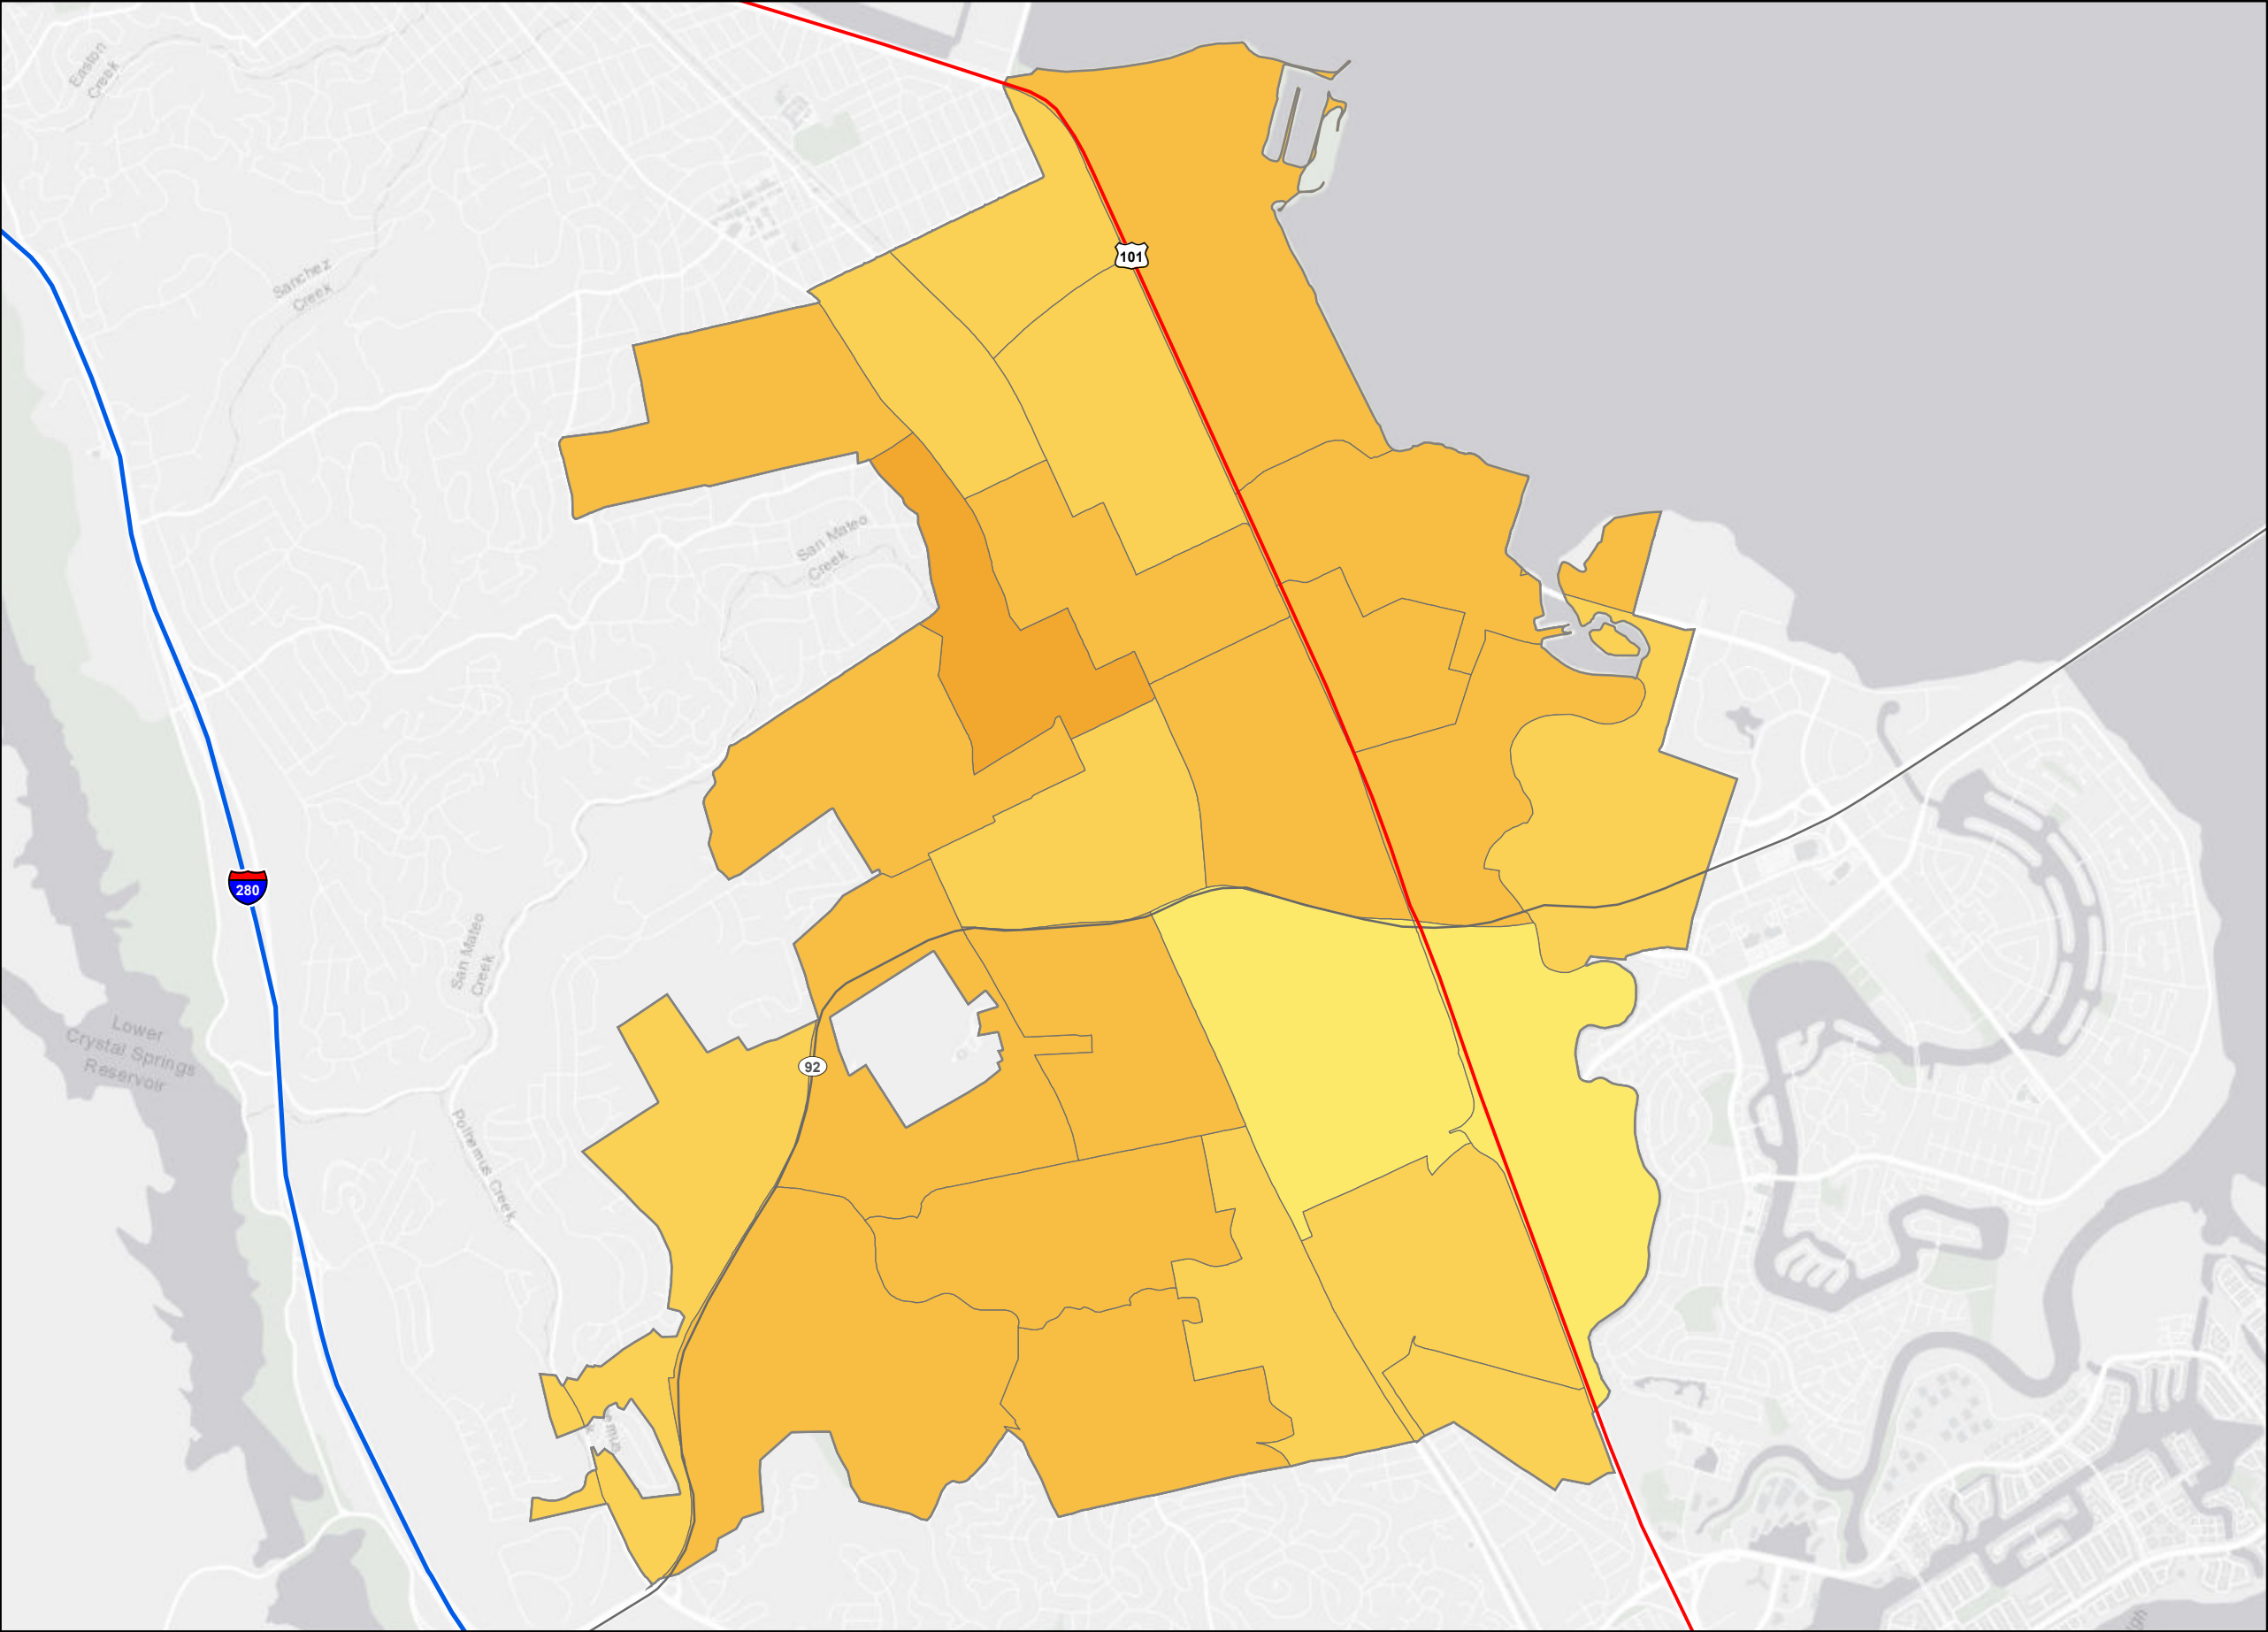 Easton
Creek
101
Sanchez
Creek
San Mateo
Creek
280
San Mateo
Creek
Lower
Crystal Springs
Reservoir
92
Polhemus Creek